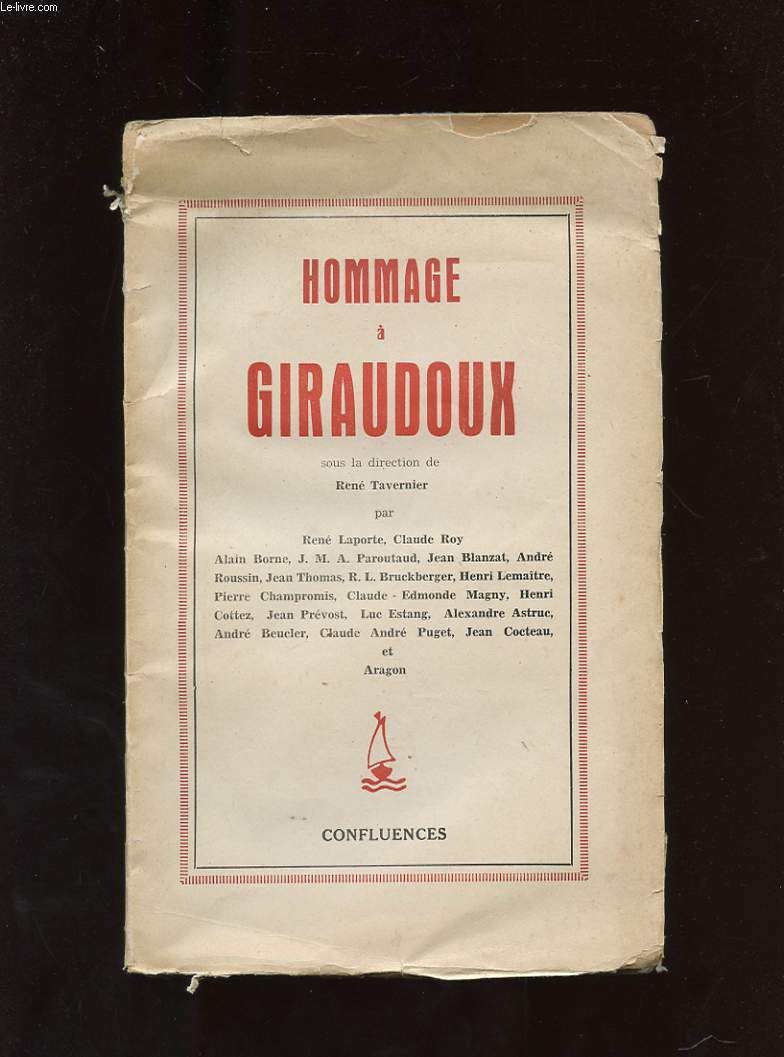 Le-livre.com
HOMMAGE
à
GIRAUDOUX
sous la direction de
René Tavernier
par
René Laporte, Claude Roy
Alain Borne, J. M. A. Paroutaud, Jean Blanzat, André
Roussin, Jean Thomas, R. L. Bruckberger, Henri Lemaître,
Pierre Champromis, Claude - Edmonde Magny, Henri
Cottez, Jean Prévost, Luc Estang, Alexandre Astruc,
André Beucler, Claude André Puget, Jean Cocteau,
et
Aragon
CONFLUENCES